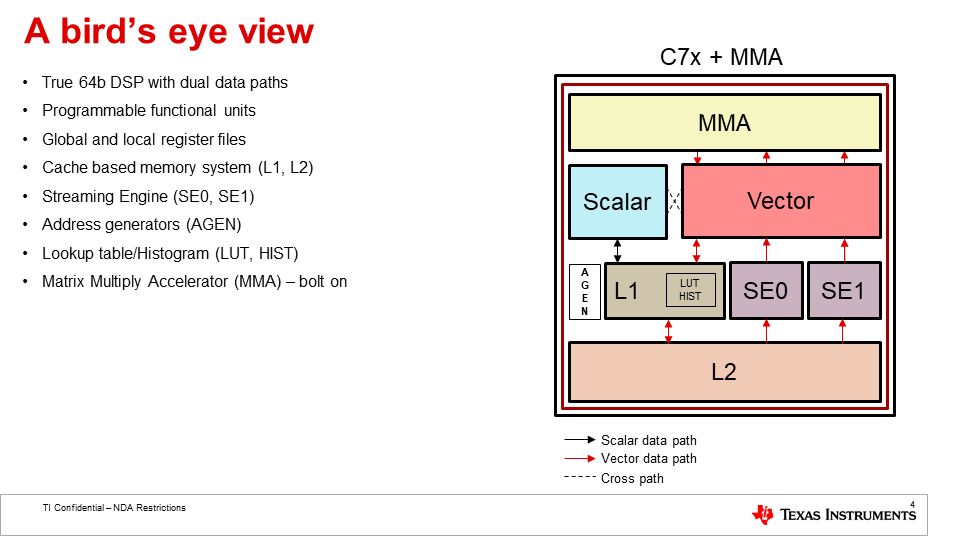 A bird's eye view
• True 64b DSP with dual data paths
• Programmable functional units
• Global and local register files
• Cache based memory system (L1, L2)
• Streaming Engine (SE0, SE1)
• Address generators (AGEN)
• Lookup table/Histogram (LUT, HIST)
• Matrix Multiply Accelerator (MMA) – bolt on
C7x + MMA
MMA
Scalar
Vector
A
G
E
N
L1
LUT
HIST
SE0
SE1
L2
Scalar data path
Vector data path
Cross path
TI Confidential – NDA Restrictions
4
TEXAS INSTRUMENTS